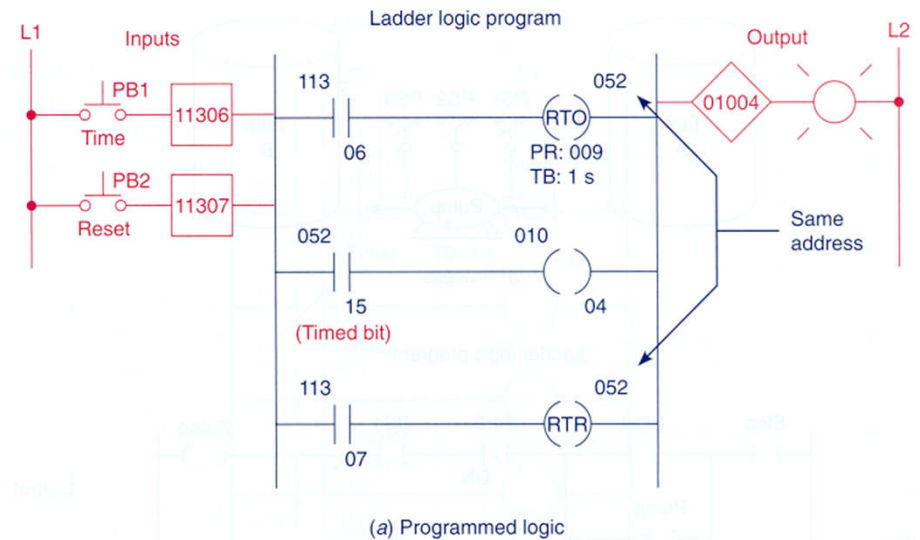 Ladder logic program
L1
Inputs
Output
L2
PB1
11306
Time
113
06
052
RTO
PR: 009
TB: 1 s
01004
PB2
11307
Reset
Same
address
052
15
(Timed bit)
010
04
113
07
052
RTR
(a) Programmed logic